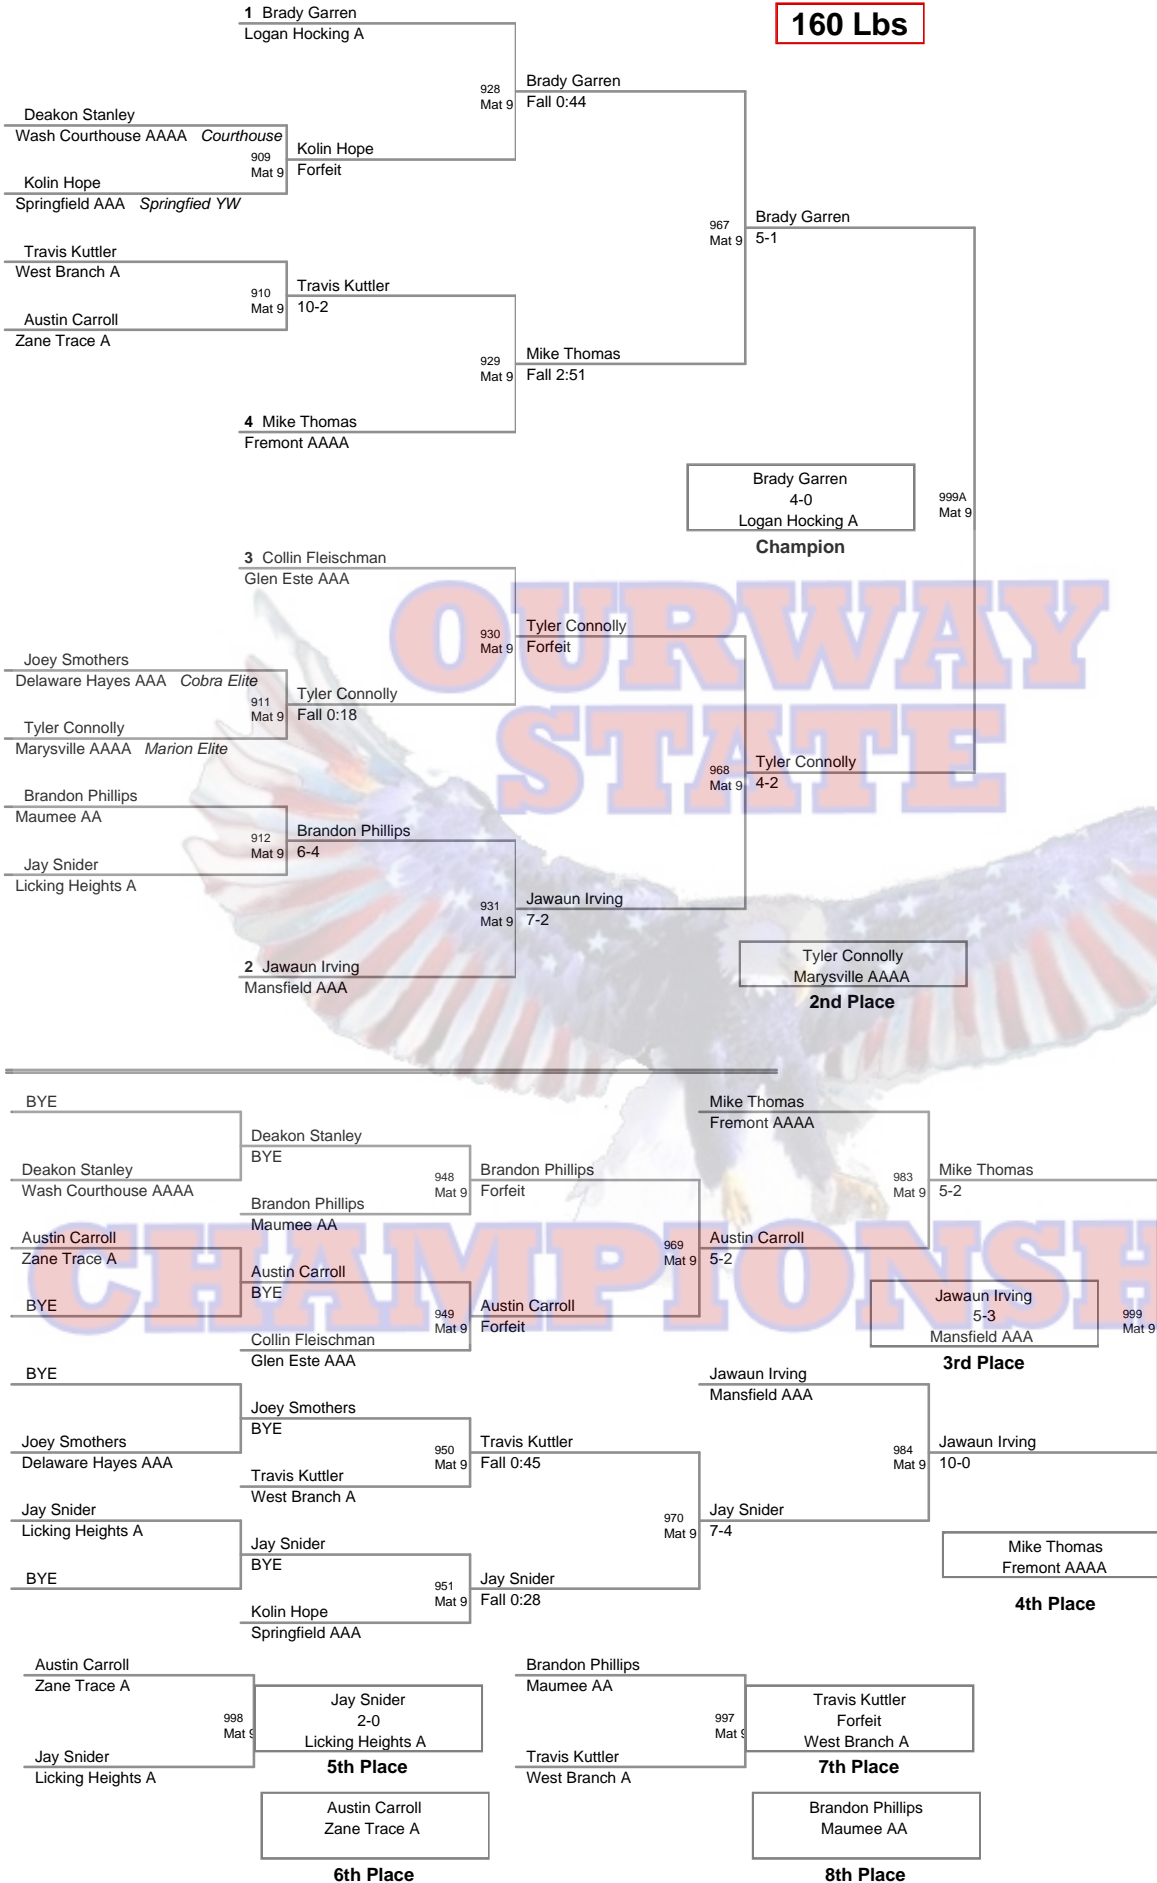 1 Brady Garren
Logan Hocking A
160 Lbs
928
Mat 9
Brady Garren
Fall 0:44
Deakon Stanley
Wash Courthouse AAAA Courthouse
909
Mat 9
Kolin Hope
Forfeit
Kolin Hope
Springfield AAA Springfied YW
967
Mat 9
Brady Garren
5-1
Travis Kuttler
West Branch A
910
Mat 9
Travis Kuttler
10-2
Austin Carroll
Zane Trace A
929
Mat 9
Mike Thomas
Fall 2:51
4 Mike Thomas
Fremont AAAA
Brady Garren
4-0
Logan Hocking A
Champion
999A
Mat 9
3 Collin Fleischman
Glen Este AAA
OURWAY
STATE
930
Mat 9
Tyler Connolly
Forfeit
Joey Smothers
Delaware Hayes AAA Cobra Elite
911
Mat 9
Tyler Connolly
Fall 0:18
Tyler Connolly
Marysville AAAA Marion Elite
968
Mat 9
Tyler Connolly
4-2
Brandon Phillips
Maumee AA
912
Mat 9
Brandon Phillips
6-4
Jay Snider
Licking Heights A
931
Mat 9
Jawaun Irving
7-2
2 Jawaun Irving
Mansfield AAA
Tyler Connolly
Marysville AAAA
2nd Place
BYE
Mike Thomas
Fremont AAAA
Deakon Stanley
BYE
Deakon Stanley
Wash Courthouse AAAA
948
Mat 9
Brandon Phillips
Forfeit
983
Mat 9
Mike Thomas
5-2
Brandon Phillips
Maumee AA
CHAMPIONSH
Austin Carroll
Zane Trace A
969
Mat 9
Austin Carroll
5-2
Austin Carroll
BYE
BYE
949
Mat 9
Austin Carroll
Forfeit
Jawaun Irving
5-3
Mansfield AAA
3rd Place
999
Mat 9
Collin Fleischman
Glen Este AAA
BYE
Jawaun Irving
Mansfield AAA
Joey Smothers
BYE
Joey Smothers
Delaware Hayes AAA
950
Mat 9
Travis Kuttler
Fall 0:45
984
Mat 9
Jawaun Irving
10-0
Travis Kuttler
West Branch A
Jay Snider
Licking Heights A
970
Mat 9
Jay Snider
7-4
Jay Snider
BYE
BYE
951
Mat 9
Jay Snider
Fall 0:28
Mike Thomas
Fremont AAAA
4th Place
Kolin Hope
Springfield AAA
Austin Carroll
Zane Trace A
998
Mat 9
Jay Snider
2-0
Licking Heights A
5th Place
Jay Snider
Licking Heights A
Brandon Phillips
Maumee AA
997
Mat 9
Travis Kuttler
Forfeit
West Branch A
7th Place
Travis Kuttler
West Branch A
Austin Carroll
Zane Trace A
6th Place
Brandon Phillips
Maumee AA
8th Place